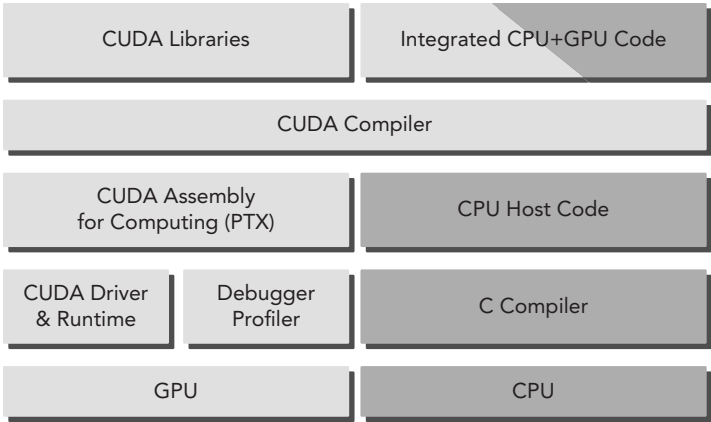 CUDA Libraries
Integrated CPU+GPU Code
CUDA Compiler
CUDA Assembly
for Computing (PTX)
CPU Host Code
CUDA Driver
& Runtime
Debugger
Profiler
C Compiler
GPU
CPU